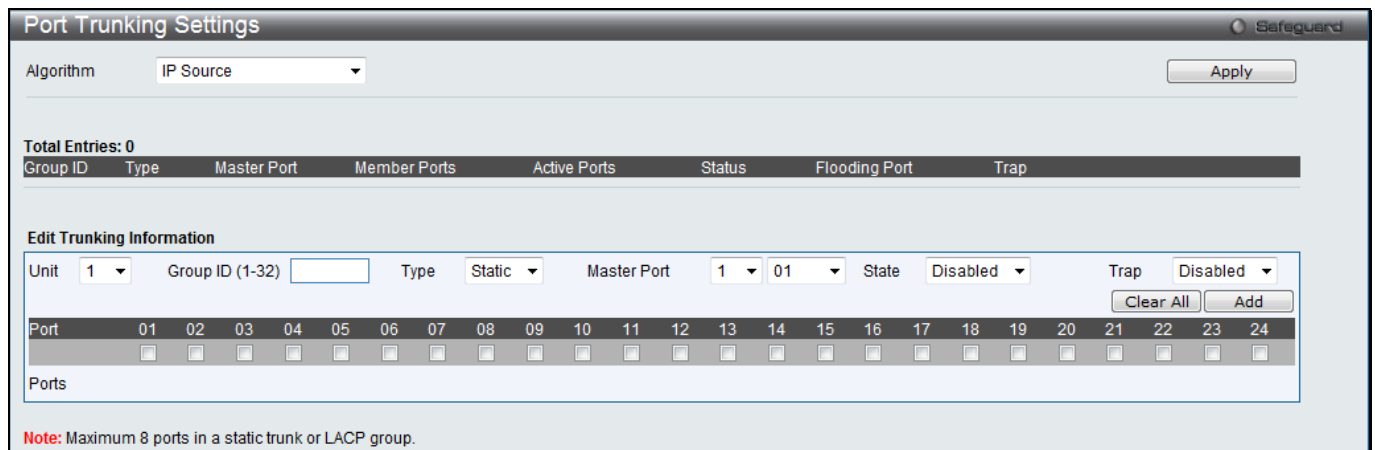 Port Trunking Settings Safeguard
Algorithm IP Source Apply
Total Entries: 0
Group ID Type Master Port Member Ports Active Ports Status Flooding Port Trap
Edit Trunking Information
Unit 1 Group ID (1-32) Type Static Master Port 1 01 State Disabled Trap Disabled
Clear All Add
Port 01 02 03 04 05 06 07 08 09 10 11 12 13 14 15 16 17 18 19 20 21 22 23 24
Ports
Note: Maximum 8 ports in a static trunk or LACP group.